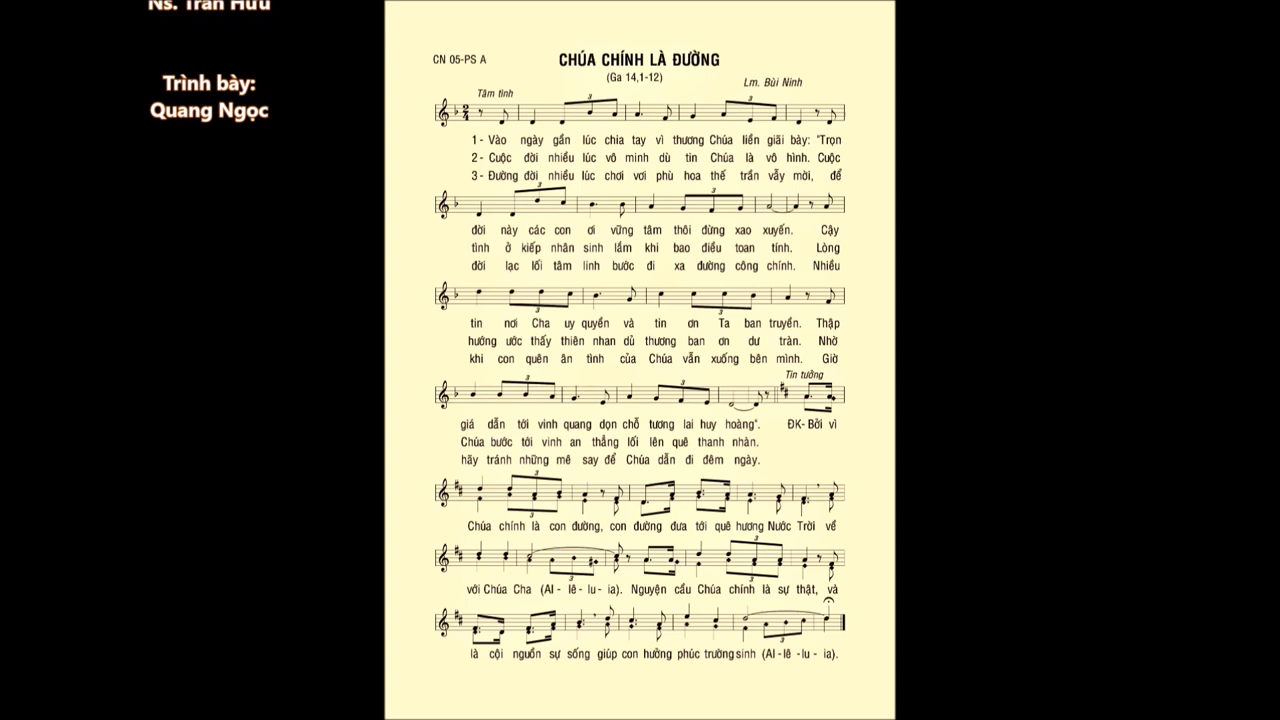 Ns. Trần Hữu
Trình bày:
Quang Ngọc
CN 05-PS A
CHÚA CHÍNH LÀ ĐƯỜNG
(Ga 14,1-12)
Lm. Bùi Ninh
Tâm tình
1- Vào ngày gần lúc chia tay vì thương Chúa liền giãi bày: "Trọn
2- Cuộc đời nhiều lúc vô minh dù tin Chúa là vô hình. Cuộc
3- Đường đời nhiều lúc chơi vơi phù hoa thế trần vẫy mời, để
đời này các con ơi vững tâm thôi đừng xao xuyến. Cậy
tình ở kiếp nhân sinh lắm khi bao điều toan tính. Lòng
đời lạc lối tâm linh bước đi xa đường công chính. Nhiều
tin nơi Cha uy quyền và tin ơn Ta ban truyền. Thập
hướng ước thấy thiên nhan dủ thương ban ơn dư tràn. Nhờ
khi con quên ân tình của Chúa vẫn xuống bên mình. Giờ
Tin tưởng
giá dẫn tới vinh quang dọn chỗ tương lai huy hoàng". ĐK- Bởi vì
Chúa bước tới vinh an thẳng lối lên quê thanh nhàn.
hãy tránh những mê say để Chúa dẫn đi đêm ngày.
Chúa chính là con đường, con đường đưa tới quê hương Nước Trời về
với Chúa Cha (Al - lê - lu - ia). Nguyện cầu Chúa chính là sự thật, và
là cội nguồn sự sống giúp con hưởng phúc trường sinh (Al -lê -lu - ia).